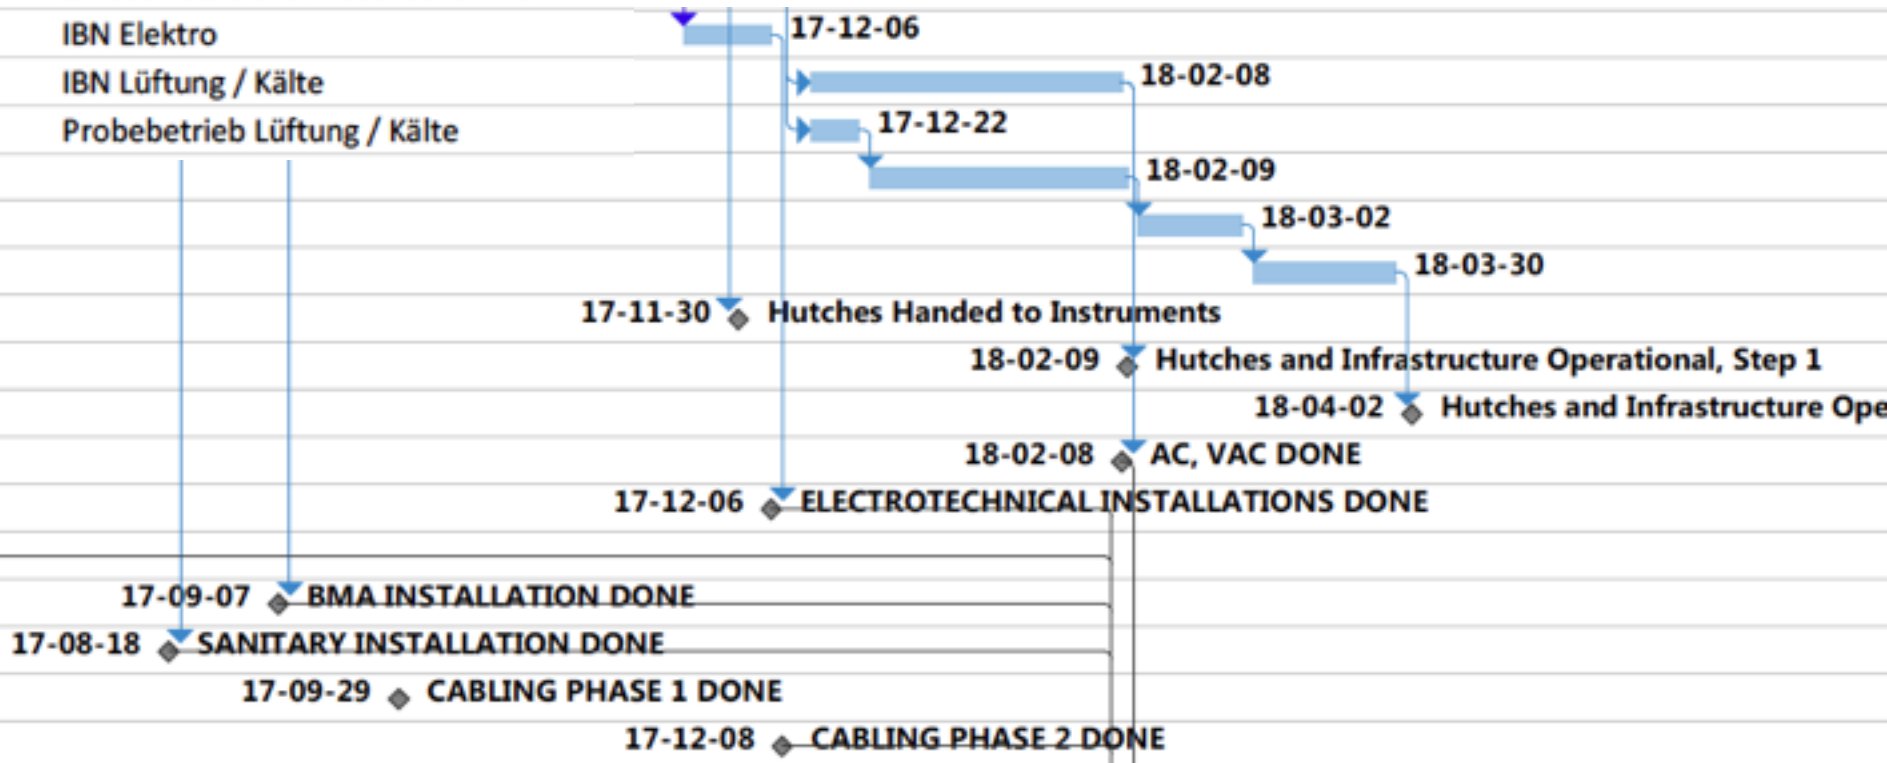 IBN Elektro 17-12-06
IBN Lüftung / Kälte 18-02-08
Probebetrieb Lüftung / Kälte 17-12-22
18-02-09
18-03-02
18-03-30
17-11-30 Hutches Handed to Instruments
18-02-09 Hutches and Infrastructure Operational, Step 1
18-04-02 Hutches and Infrastructure Ope
18-02-08 AC, VAC DONE
17-12-06 ELECTROTECHNICAL INSTALLATIONS DONE
17-09-07 BMA INSTALLATION DONE
17-08-18 SANITARY INSTALLATION DONE
17-09-29 CABLING PHASE 1 DONE
17-12-08 CABLING PHASE 2 DONE